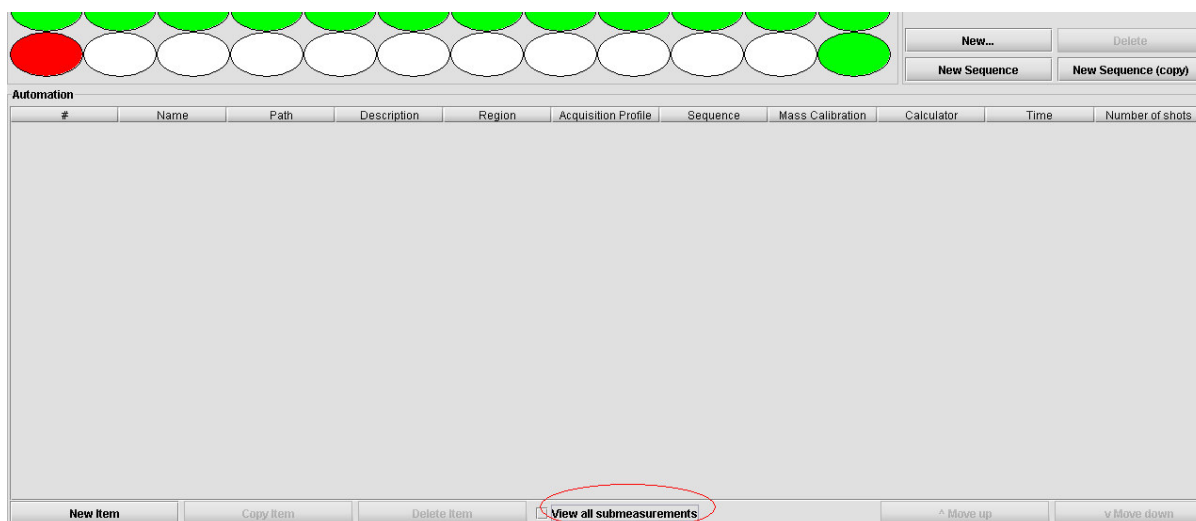 New... Delete
New Sequence New Sequence (copy)
Automation
# Name Path Description Region Acquisition Profile Sequence Mass Calibration Calculator Time Number of shots
New Item Copy Item Delete Item View all submeasurements ^ Move up v Move down